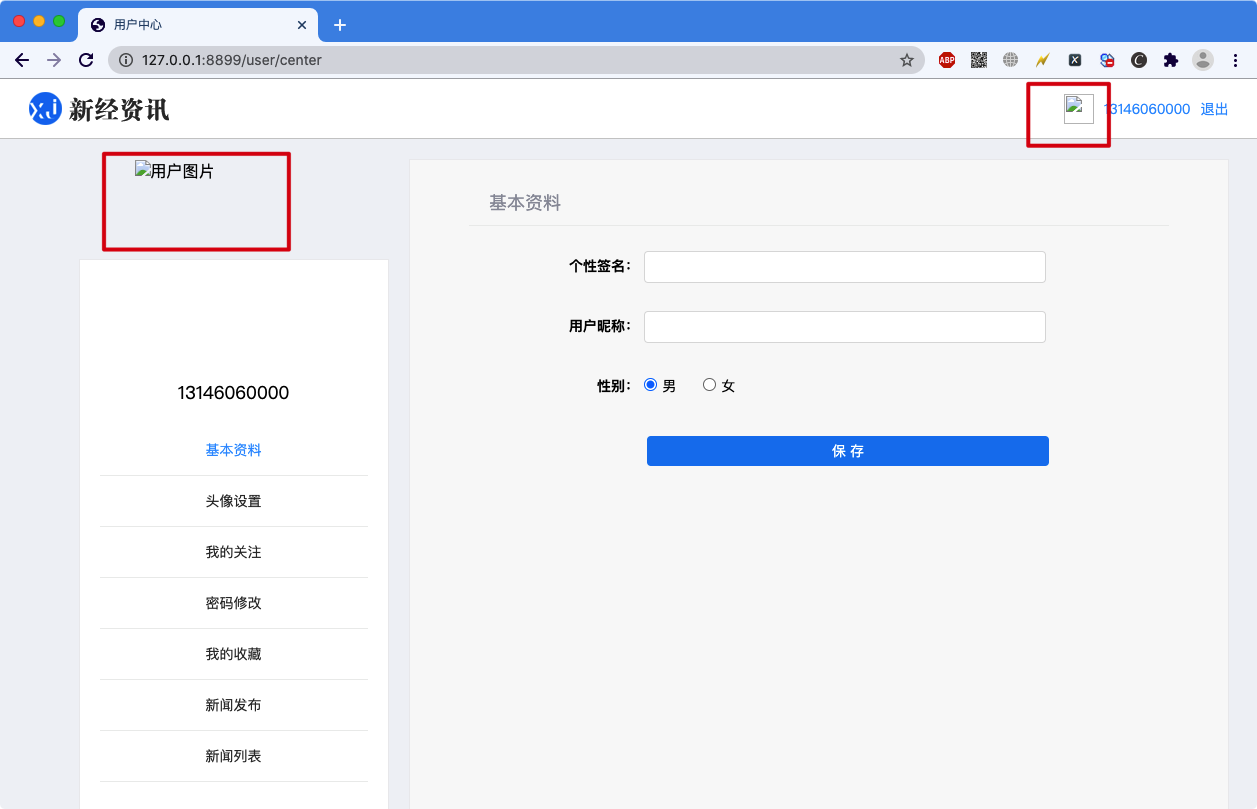 用户中心
127.0.0.1:8899/user/center
ABP
新经资讯
13146060000 退出
用户图片
基本资料
个性签名：
用户昵称：
性别： 男 女
保 存
13146060000
基本资料
头像设置
我的关注
密码修改
我的收藏
新闻发布
新闻列表